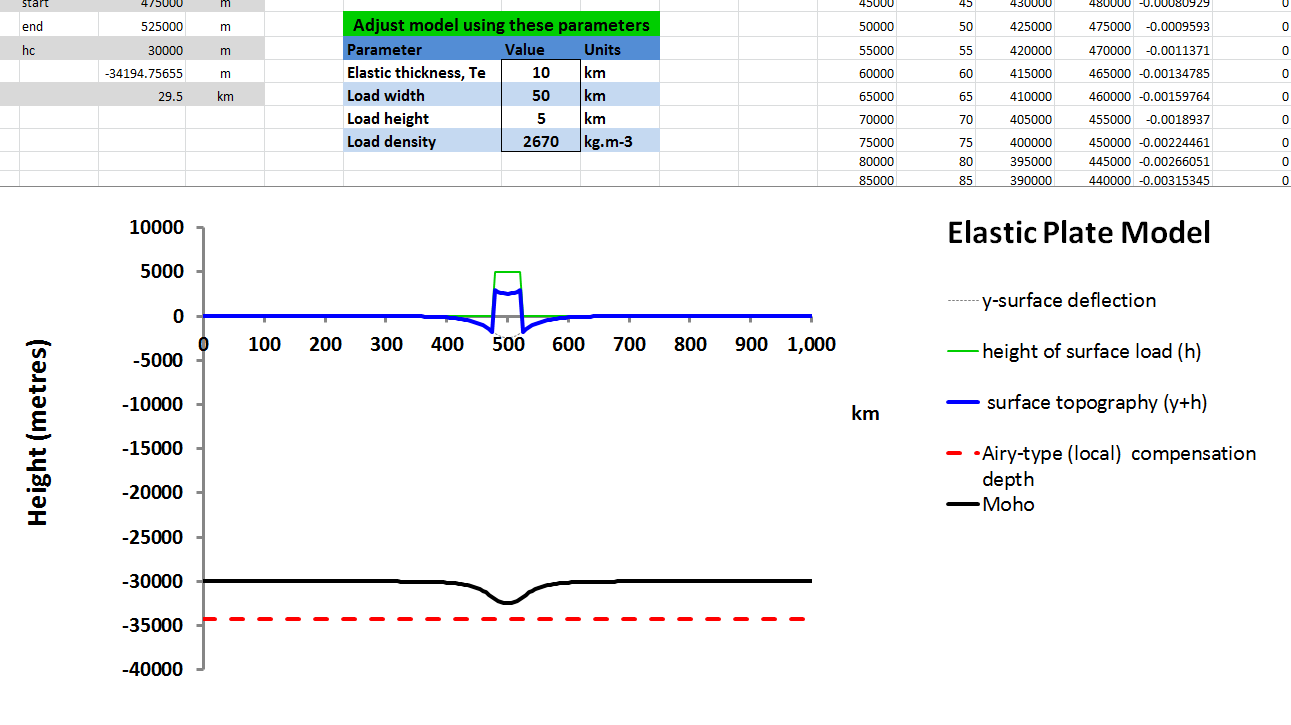 start 475000 m 45000 45 430000 480000 -0.00080929 0
end 525000 m Adjust model using these parameters 50000 50 425000 475000 -0.0009593 0
hc 30000 m Parameter Value Units 55000 55 420000 470000 -0.0011371 0
-34194.75655 m Elastic thickness, Te 10 km 60000 60 415000 465000 -0.00134785 0
29.5 km Load width 50 km 65000 65 410000 460000 -0.00159764 0
Load height 5 km 70000 70 405000 455000 -0.0018937 0
Load density 2670 kg.m-3 75000 75 400000 450000 -0.00224461 0
80000 80 395000 445000 -0.00266051 0
85000 85 390000 440000 -0.00315345 0
Elastic Plate Model
Height (metres)
10000
5000
0
-5000
-10000
-15000
-20000
-25000
-30000
-35000
-40000
0 100 200 300 400 500 600 700 800 900 1,000
km
y-surface deflection
height of surface load (h)
surface topography (y+h)
Airy-type (local) compensation
depth
Moho